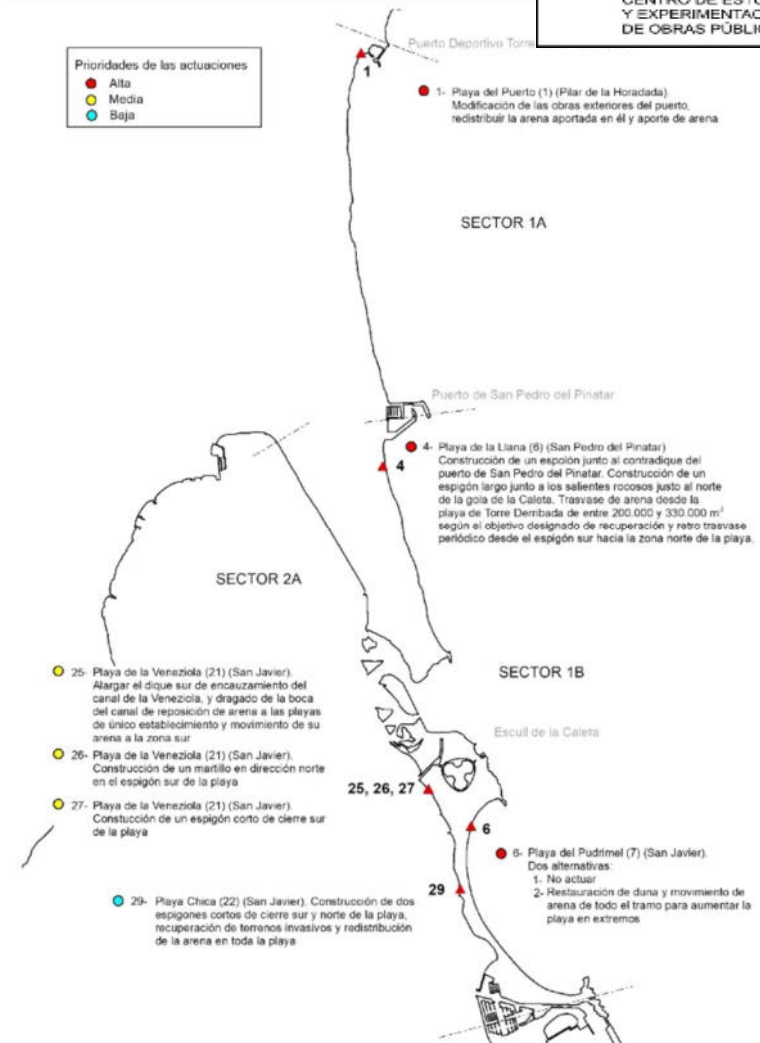 CENTRO DE ESTU
Y EXPERIMENTAC
DE OBRAS PÚBLIC
Puerto Deportivo Torre
Prioridades de las actuaciones
Alta
Media
Baja
1
1- Playa del Puerto (1) (Pilar de la Horadada).
Modificación de las obras exteriores del puerto,
redistribuir la arena aportada en él y aporte de arena
SECTOR 1A
Puerto de San Pedro del Pinatar
4
4- Playa de la Llana (6) (San Pedro del Pinatar)
Construcción de un espolón junto al contradique del
puerto de San Pedro del Pinatar. Construcción de un
espigón largo junto a los salientes rocosos justo al norte
de la gola de la Caleta. Trasvase de arena desde la
playa de Torre Derribada de entre 200.000 y 330.000 m³
según el objetivo designado de recuperación y retro trasvase
periódico desde el espigón sur hacia la zona norte de la playa.
SECTOR 2A
SECTOR 1B
25- Playa de la Veneziola (21) (San Javier).
Alargar el dique sur de encauzamiento del
canal de la Veneziola, y dragado de la boca
del canal de reposición de arena a las playas
de único establecimiento y movimiento de su
arena a la zona sur
Escull de la Caleta
26- Playa de la Veneziola (21) (San Javier).
Construcción de un martillo en dirección norte
en el espigón sur de la playa
25, 26, 27
27- Playa de la Veneziola (21) (San Javier).
Constucción de un espigón corto de cierre sur
de la playa
6
6- Playa del Pudrimel (7) (San Javier).
Dos alternativas:
1- No actuar
2- Restauración de duna y movimiento de
arena de todo el tramo para aumentar la
playa en extremos
29
29- Playa Chica (22) (San Javier). Construcción de dos
espigones cortos de cierre sur y norte de la playa,
recuperación de terrenos invasivos y redistribución
de la arena en toda la playa